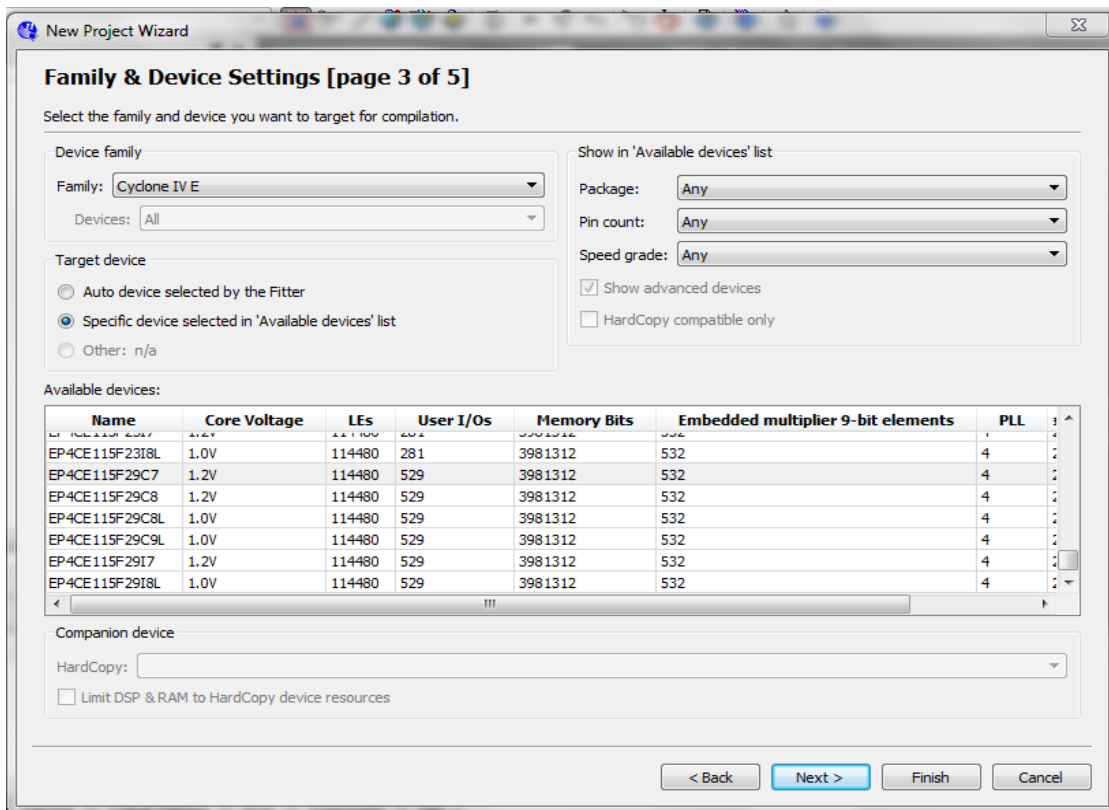 New Project Wizard
Family & Device Settings [page 3 of 5]
Select the family and device you want to target for compilation.
Device family
Family: Cyclone IV E
Devices: All
Show in 'Available devices' list
Package: Any
Pin count: Any
Speed grade: Any
Show advanced devices
HardCopy compatible only
Target device
Auto device selected by the Fitter
Specific device selected in 'Available devices' list
Other: n/a
Available devices:
Name Core Voltage LEs User I/Os Memory Bits Embedded multiplier 9-bit elements PLL
EP4CE115F23I8L 1.0V 114480 281 3981312 532 4
EP4CE115F29C7 1.2V 114480 529 3981312 532 4
EP4CE115F29C8 1.2V 114480 529 3981312 532 4
EP4CE115F29C8L 1.0V 114480 529 3981312 532 4
EP4CE115F29C9L 1.0V 114480 529 3981312 532 4
EP4CE115F29I7 1.2V 114480 529 3981312 532 4
EP4CE115F29I8L 1.0V 114480 529 3981312 532 4
Companion device
HardCopy:
Limit DSP & RAM to HardCopy device resources
< Back Next > Finish Cancel